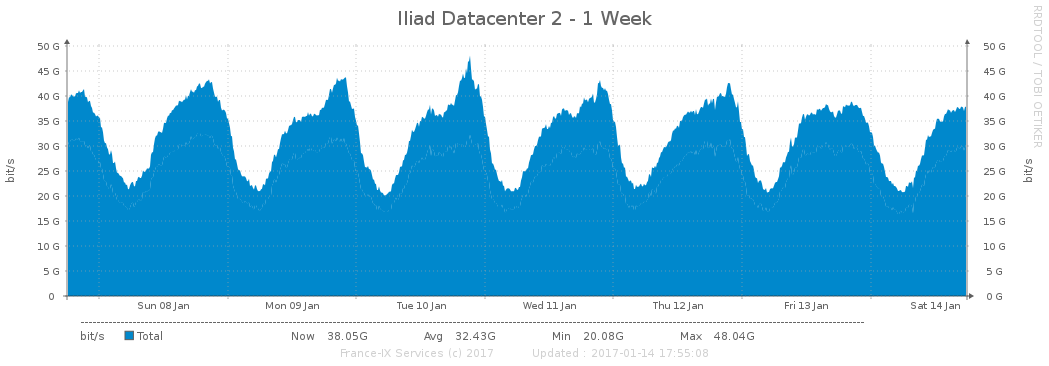 Iliad Datacenter 2 - 1 Week
RRDTOOL / TOBI OETIKER
bit/s
50 G
45 G
40 G
35 G
30 G
25 G
20 G
15 G
10 G
5 G
0
50 G
45 G
40 G
35 G
30 G
25 G
20 G
15 G
10 G
5 G
0 G
bit/s
Sun 08 Jan Mon 09 Jan Tue 10 Jan Wed 11 Jan Thu 12 Jan Fri 13 Jan Sat 14 Jan
bit/s Total Now 38.05G Avg 32.43G Min 20.08G Max 48.04G
France-IX Services (c) 2017 Updated : 2017-01-14 17:55:08